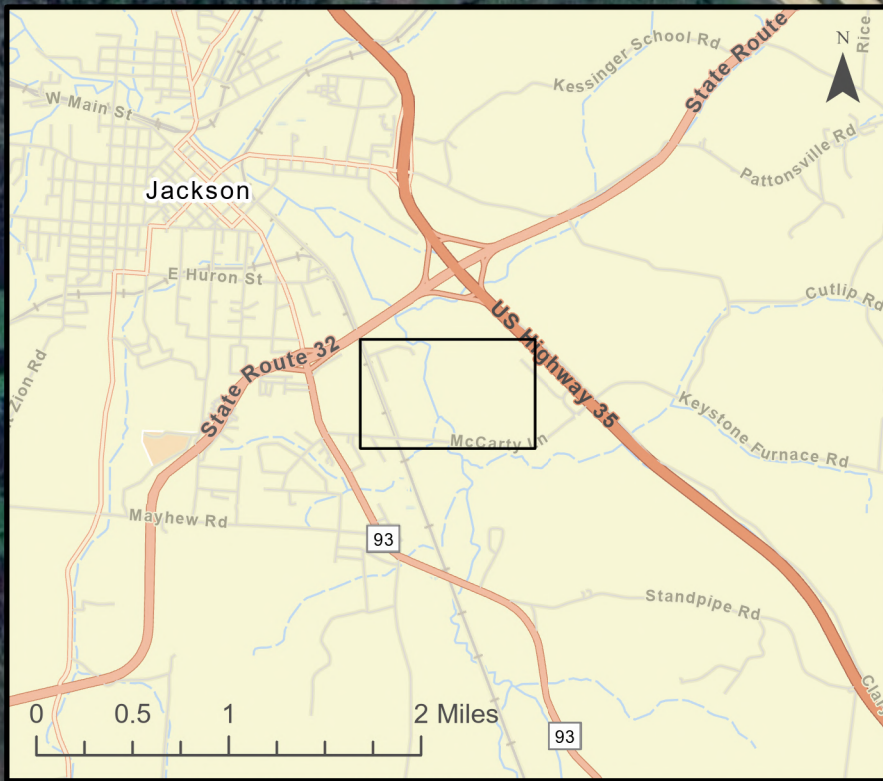 Kessinger School Rd
State Route
N
Rice
W Main St
Pattonsville Rd
Jackson
E Huron St
Cutlip Rd
US Highway 35
State Route 32
Zion Rd
McCarty Ln
Keystone Furnace Rd
Mayhew Rd
93
Standpipe Rd
0 0.5 1 2 Miles
93